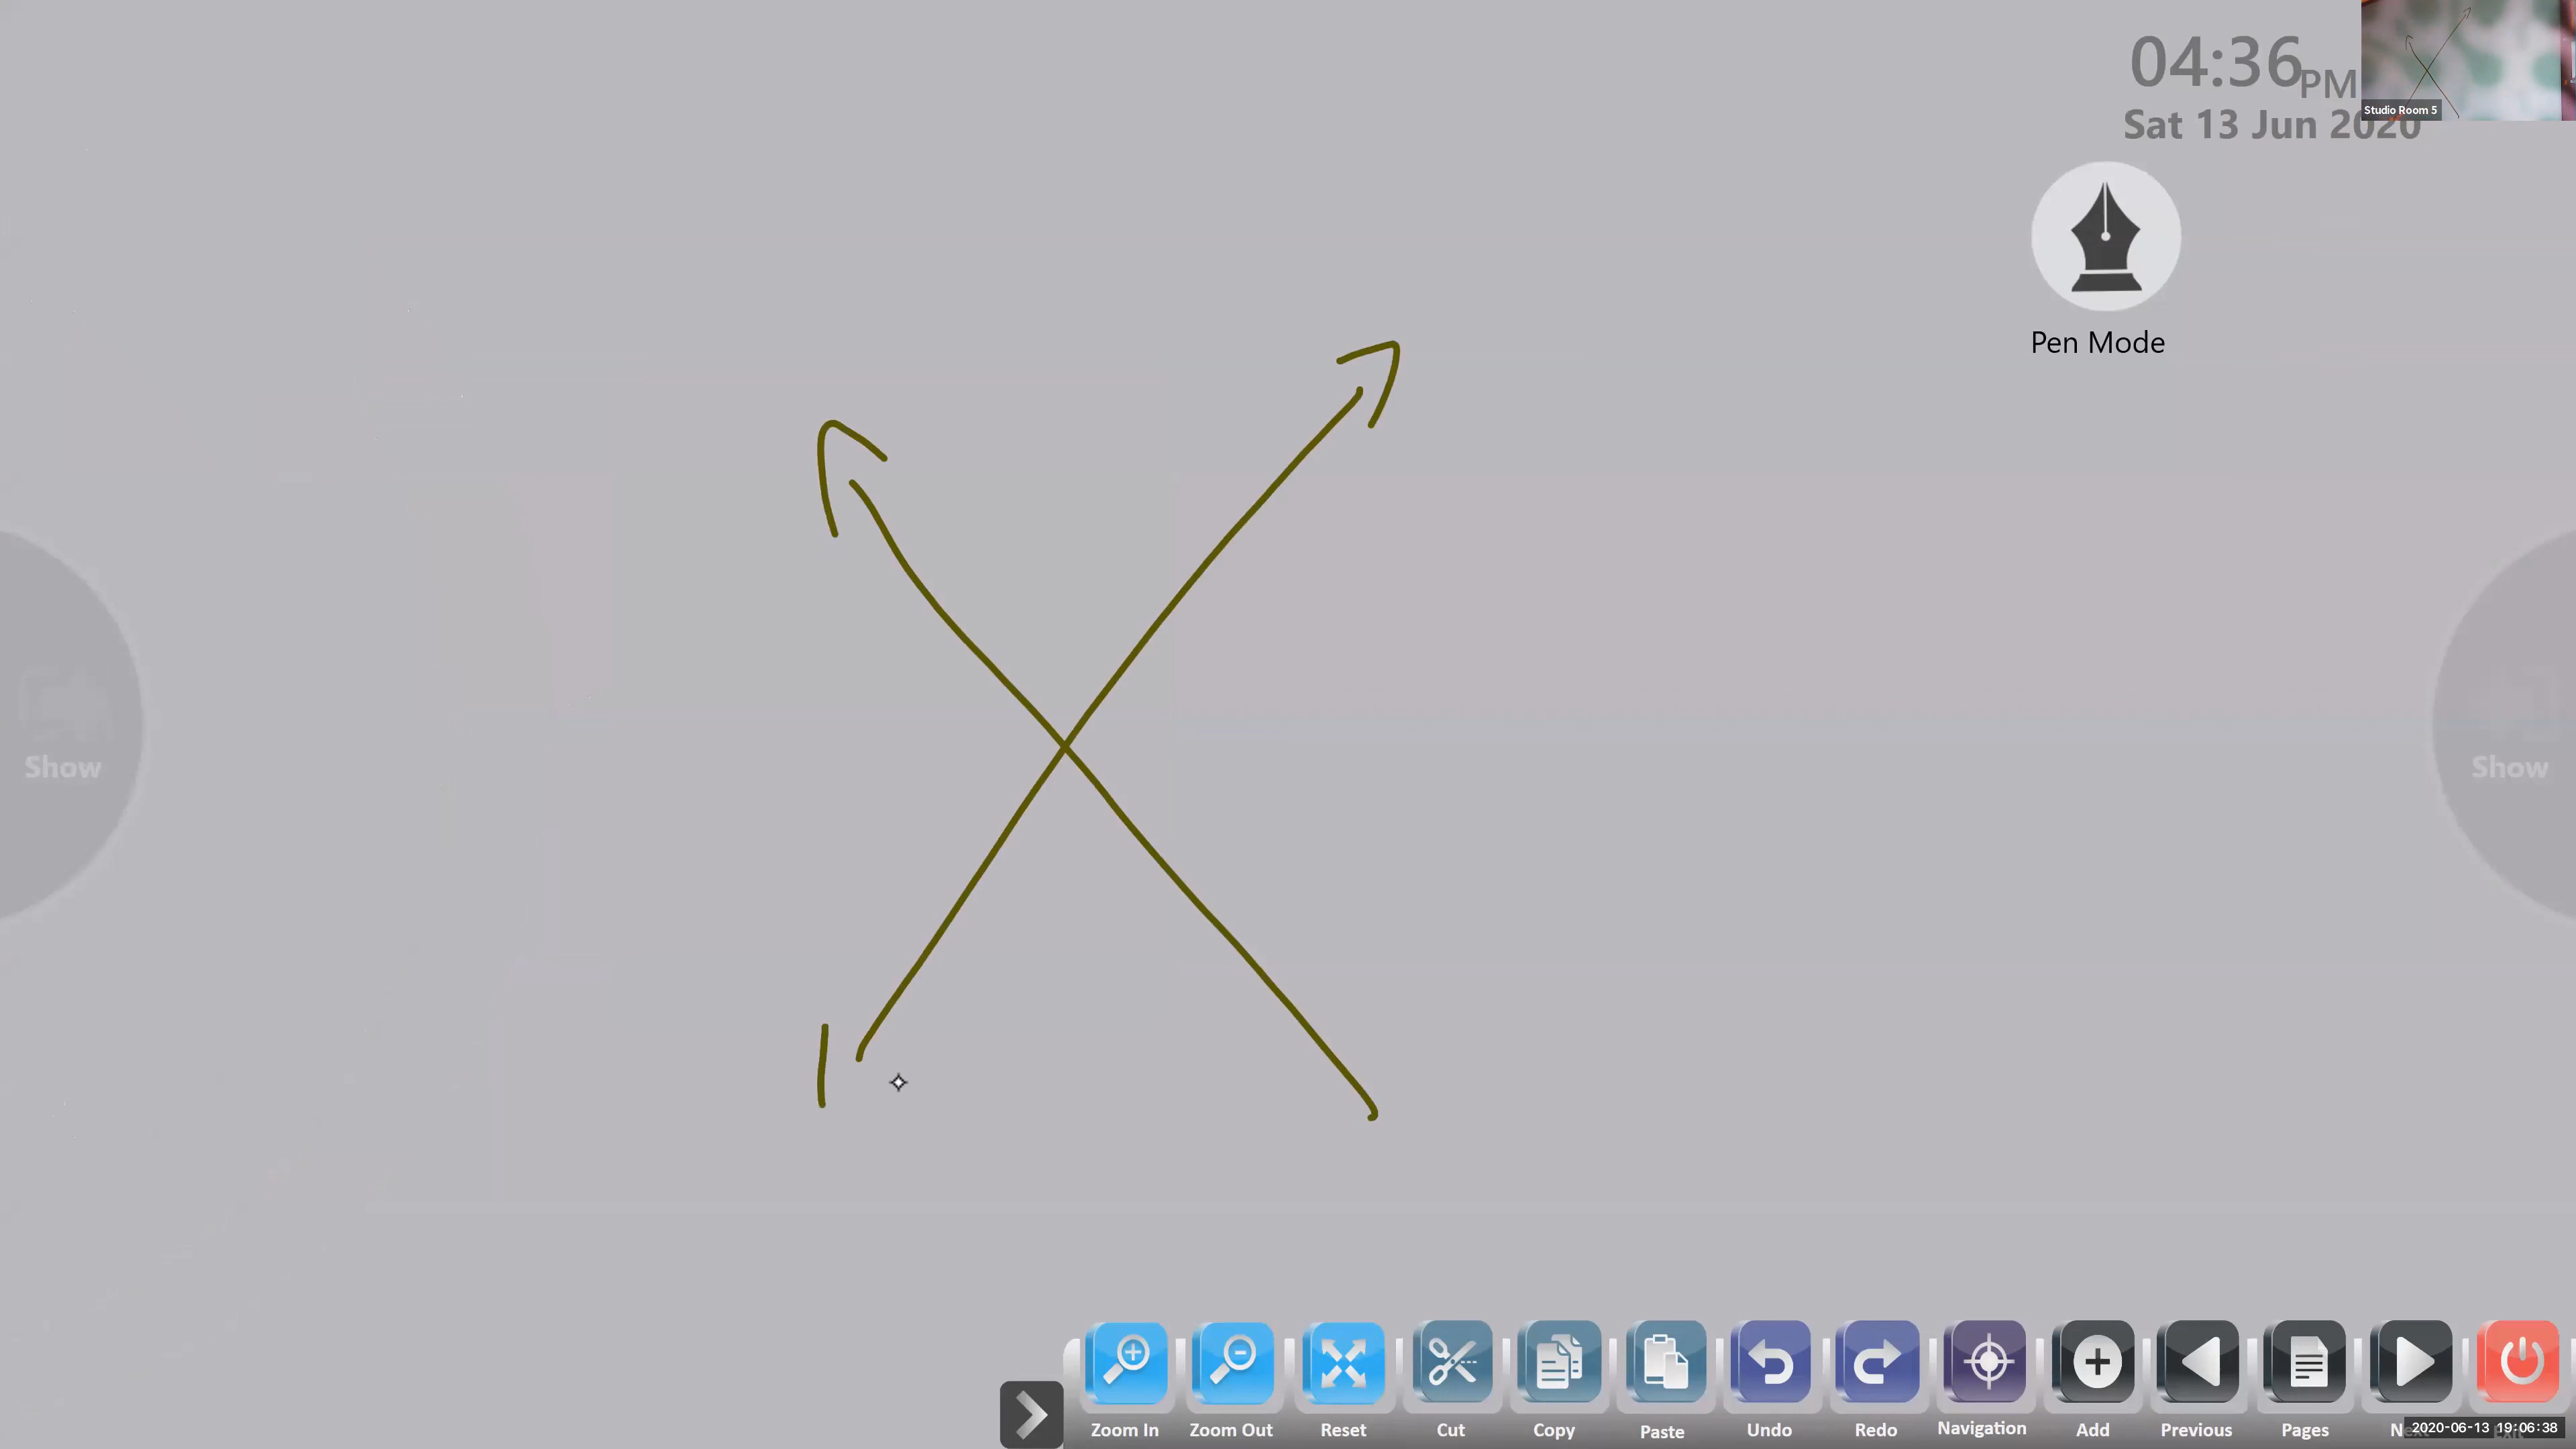 04:36PM
Studio Room 5
Sat 13 Jun 2020
Pen Mode
Show
Show
1
Zoom In Zoom Out Reset Cut Copy Paste Undo Redo Navigation Add Previous Pages
2020-06-13 19:06:38